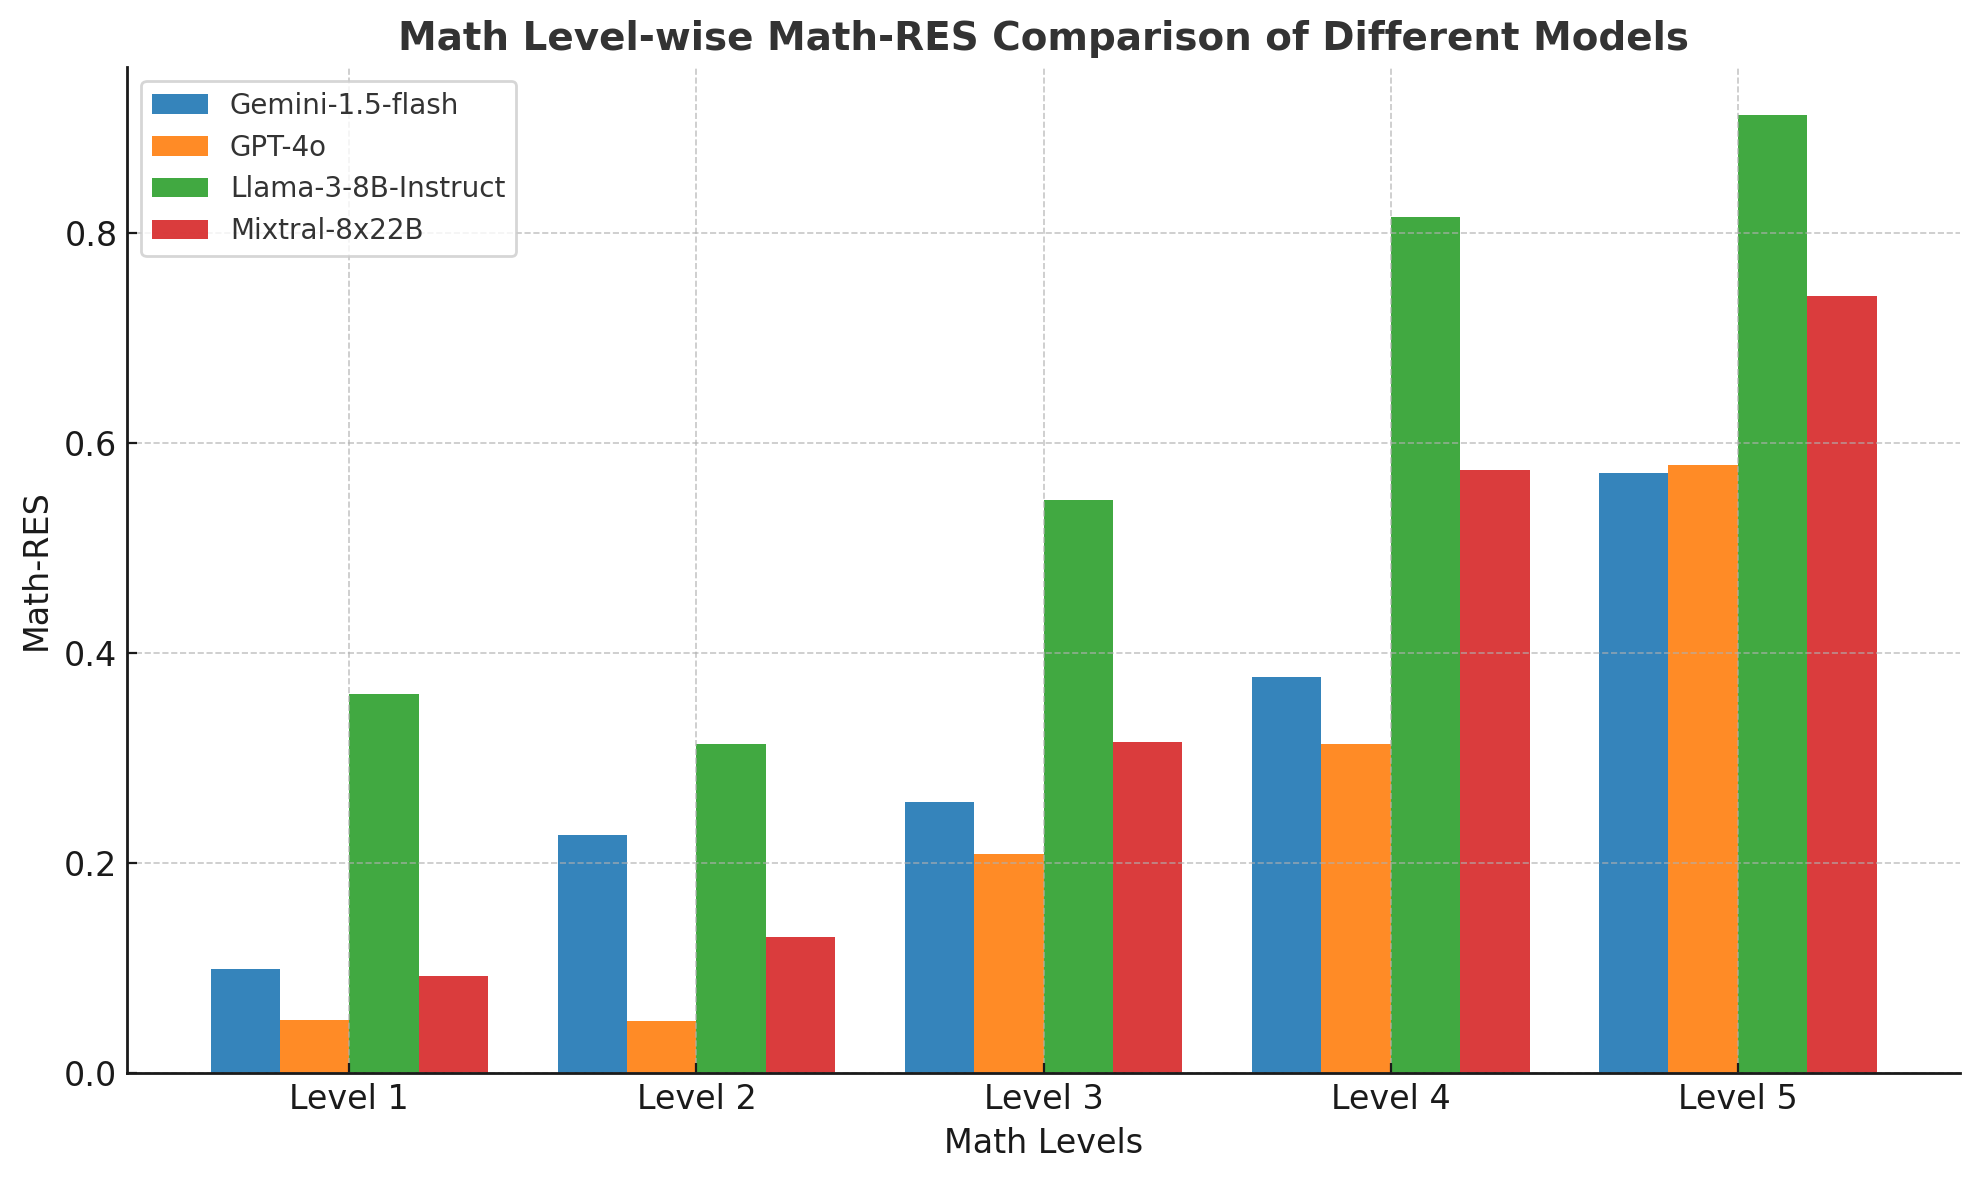 Math Level-wise Math-RES Comparison of Different Models
Gemini-1.5-flash
GPT-4o
Llama-3-8B-Instruct
Mixtral-8x22B
Math-RES
0.8
0.6
0.4
0.2
0.0
Level 1
Level 2
Level 3
Level 4
Level 5
Math Levels